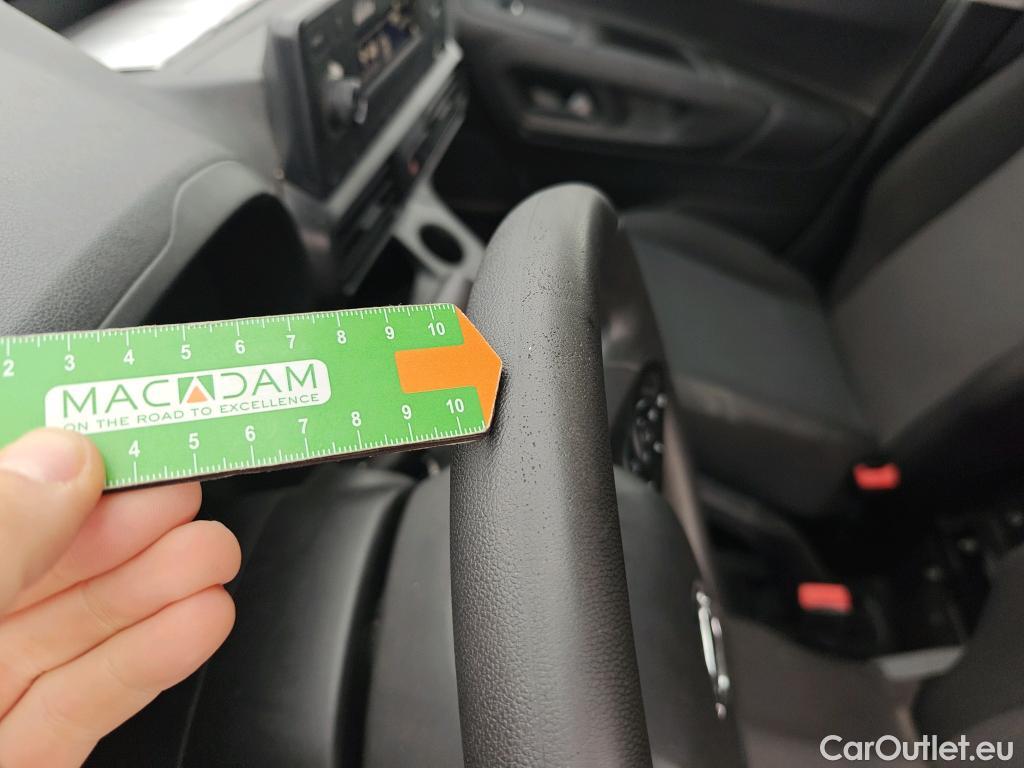 2 3 4 5 6 7 8 9 10
MACADAM
ON THE ROAD TO EXCELLENCE
4 5 6 7 8 9 10
CarOutlet.eu